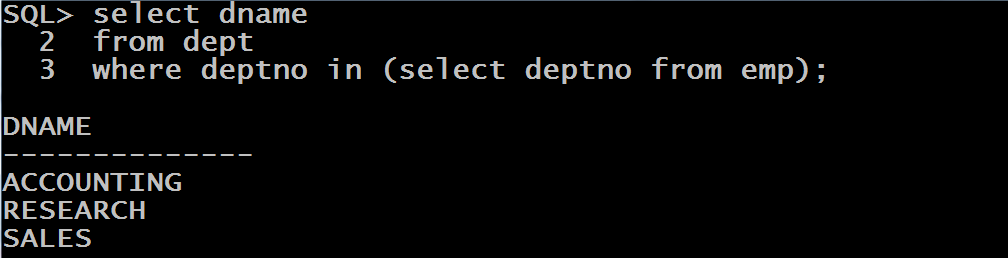 SQL> select dname
  2  from dept
  3  where deptno in (select deptno from emp);
DNAME
--------------
ACCOUNTING
RESEARCH
SALES